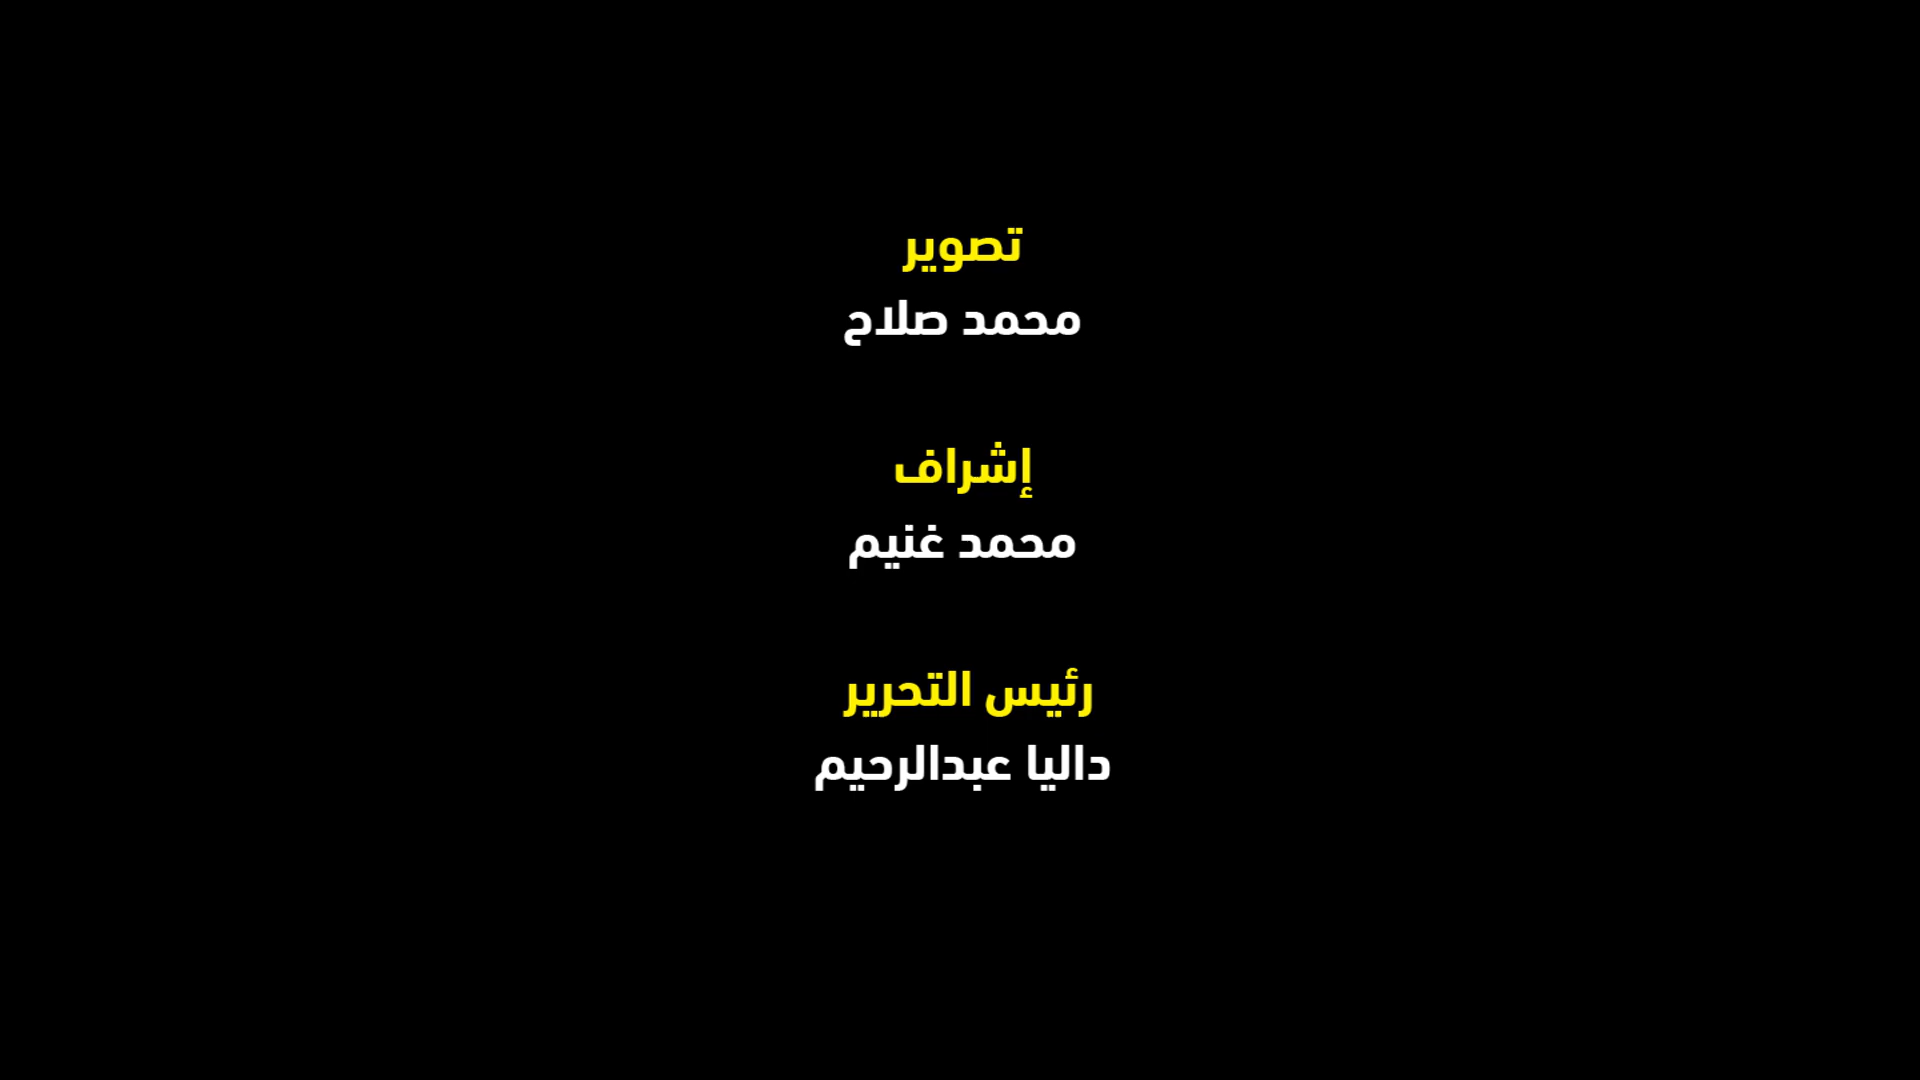 تصوير
محمد صلاح
إشراف
محمد غنيم
رئيس التحرير
داليا عبدالرحيم